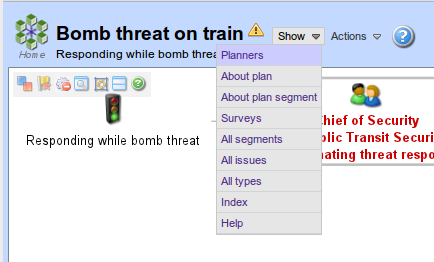 Bomb threat on train
Show
Actions
?
Home
Responding while bomb threa
Planners
About plan
About plan segment
Surveys
All segments
All issues
All types
Index
Help
Responding while bomb threat
hief of Security
blic Transit Securi
nating threat respo